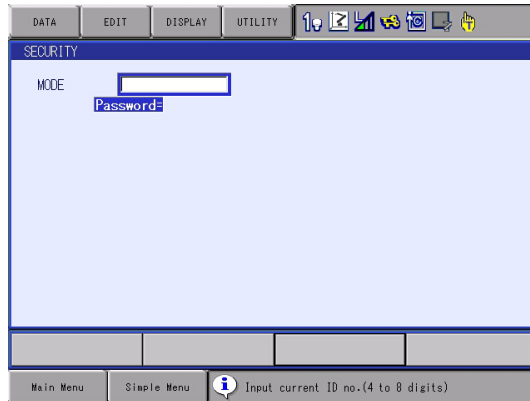 DATA EDIT DISPLAY UTILITY
SECURITY
MODE
Password=
Main Menu Simple Menu Input current ID no.(4 to 8 digits)